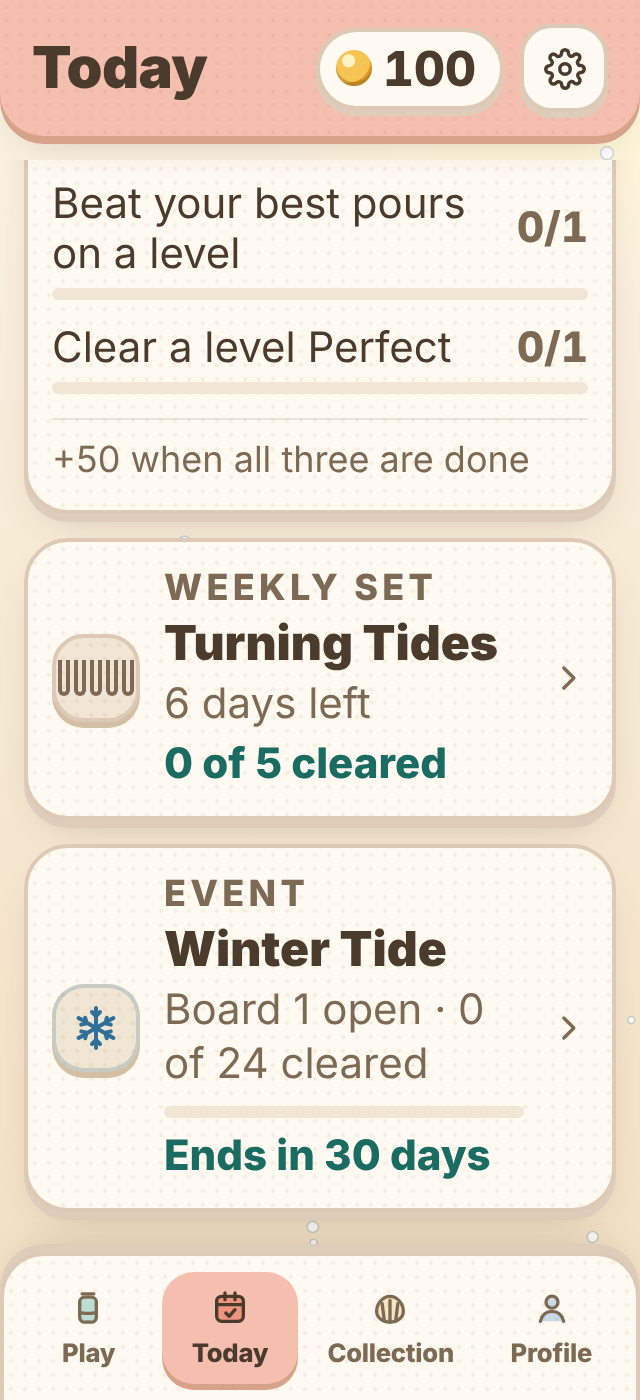 Today
100
Beat your best pours
on a level
0/1
Clear a level Perfect
0/1
+50 when all three are done
WEEKLY SET
Turning Tides
6 days left
0 of 5 cleared
EVENT
Winter Tide
Board 1 open · 0
of 24 cleared
Ends in 30 days
Play
Today
Collection
Profile